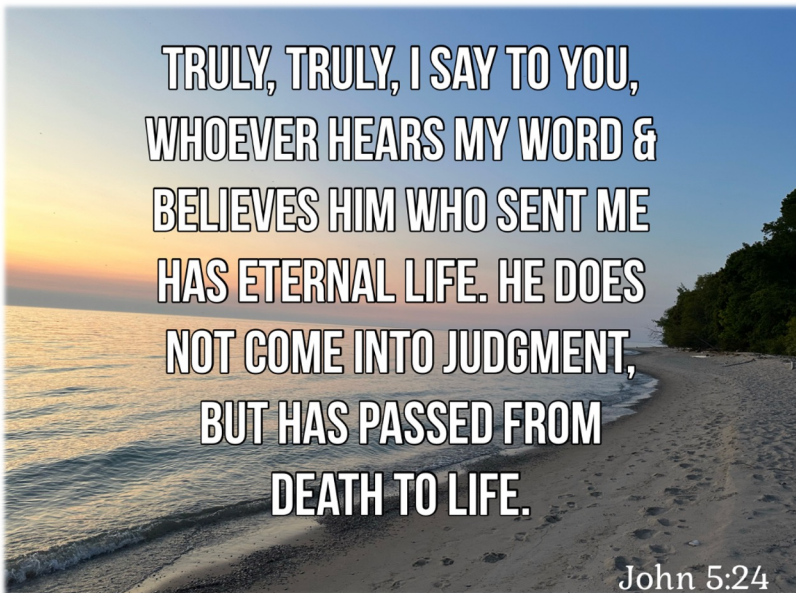 TRULY, TRULY, I SAY TO YOU,
WHOEVER HEARS MY WORD &
BELIEVES HIM WHO SENT ME
HAS ETERNAL LIFE. HE DOES
NOT COME INTO JUDGMENT,
BUT HAS PASSED FROM
DEATH TO LIFE.
John 5:24